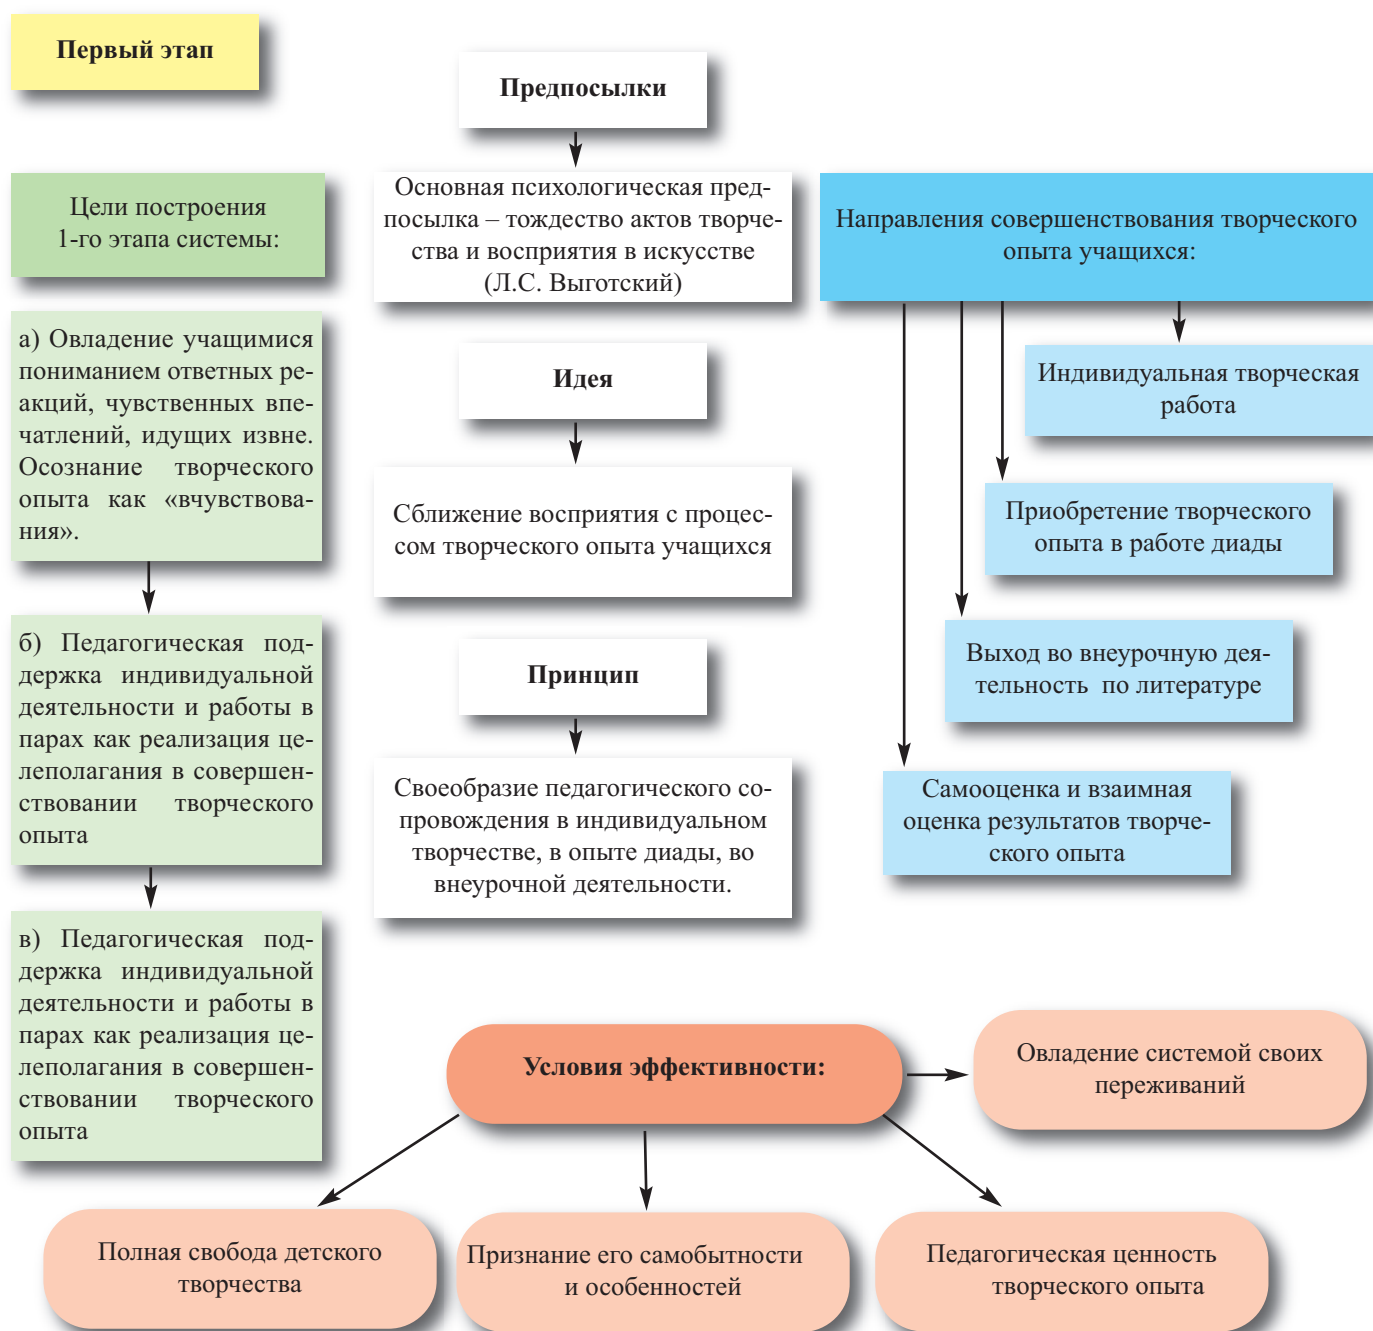 Первый этап
Цели построения
1-го этапа системы:
а) Овладение учащимися
пониманием ответных ре-
акций, чувственных впе-
чатлений, идущих извне.
Осознание творческого
опыта как «вчувствова-
ния».
б) Педагогическая под-
держка индивидуальной
деятельности и работы в
парах как реализация це-
леполагания в совершен-
ствовании творческого
опыта
в) Педагогическая под-
держка индивидуальной
деятельности и работы в
парах как реализация це-
леполагания в совершен-
ствовании творческого
опыта
Предпосылки
Основная психологическая пред-
посылка – тождество актов творче-
ства и восприятия в искусстве
(Л.С. Выготский)
Идея
Сближение восприятия с процес-
сом творческого опыта учащихся
Принцип
Своеобразие педагогического со-
провождения в индивидуальном
творчестве, в опыте диады, во
внеурочной деятельности.
Направления совершенствования творческого
опыта учащихся:
Индивидуальная творческая
работа
Приобретение творческого
опыта в работе диады
Выход во внеурочную дея-
тельность по литературе
Самооценка и взаимная
оценка результатов творче-
ского опыта
Условия эффективности:
Овладение системой своих
переживаний
Полная свобода детского
творчества
Признание его самобытности
и особенностей
Педагогическая ценность
творческого опыта